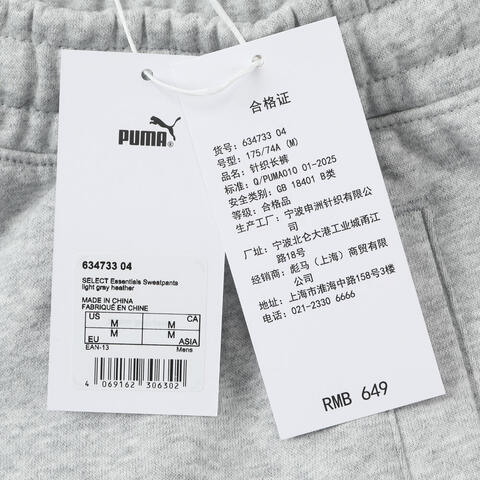 PUMA
634733 04
SELECT Essentials Sweatpants
light gray heather
MADE IN CHINA
FABRIQUÉ EN CHINE
US M M CA
EU M M ASIA
EAN-13 Mens
4 069162 306302
合格证
货号: 634733 04
号型: 175/74A (M)
品名: 针织长裤
标准: Q/PUMA010 01-2025
安全类别: GB 18401 B类
等级: 合格品
生产工厂: 宁波申洲针织有限公司
厂址: 宁波北仑大港工业城甬江
路18号
经销商: 彪马（上海）商贸有限
公司
地址: 上海市淮海中路98号3楼
电话: 021-2330 6666
RMB 649